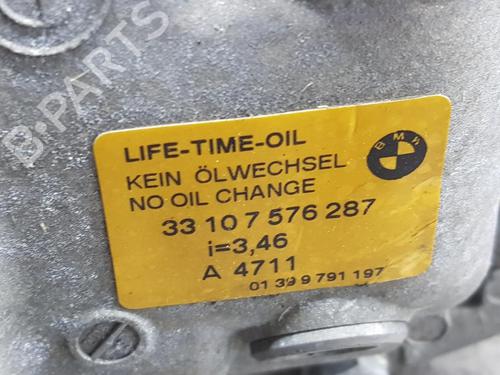 B-PARTS
LIFE-TIME-OIL
BMW
KEIN ÖLWECHSEL
NO OIL CHANGE
33 10 7 576 287
i=3,46
A 4711
01 39 9 791 197